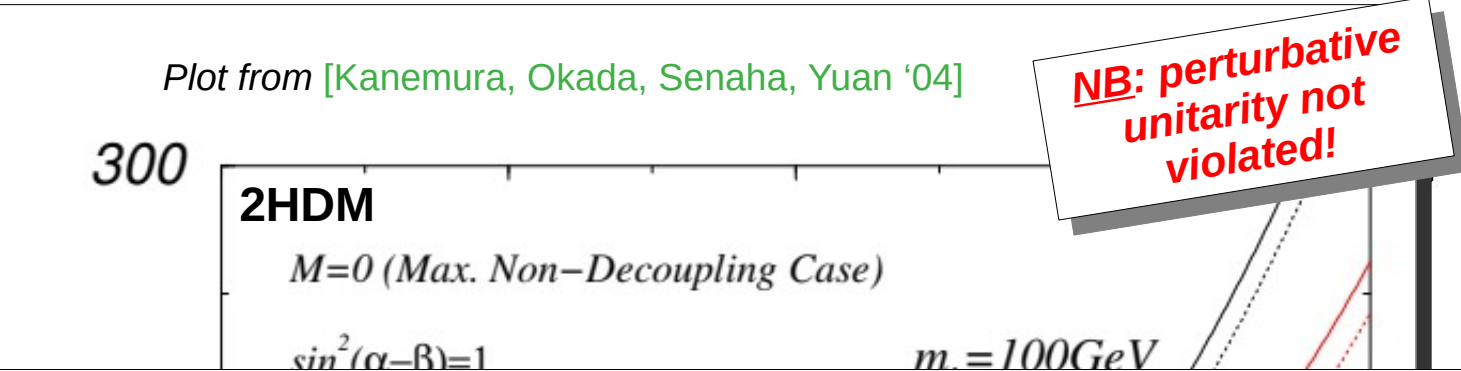 Plot from [Kanemura, Okada, Senaha, Yuan ‘04]
NB: perturbative
unitarity not
violated!
300
2HDM
M=0 (Max. Non−Decoupling Case)
sin²(α−β)=1
=100GeV